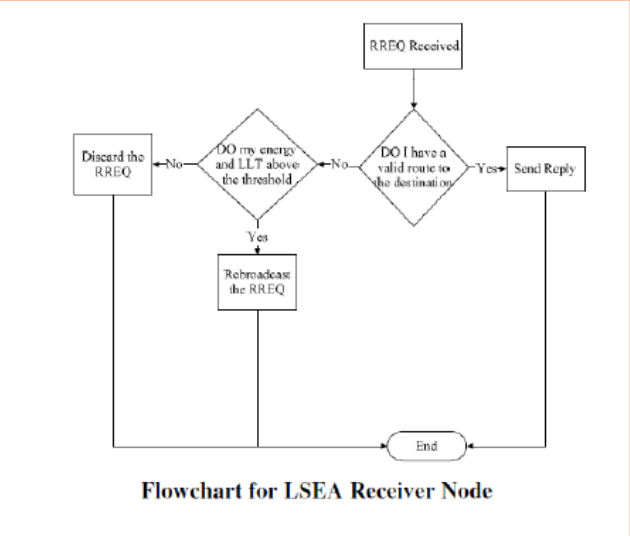 RREQ Received
DO I have a
valid route to
the destination
Yes
Send Reply
No
DO my energy
and LLT above
the threshold
No
Discard the
RREQ
Yes
Rebroadcast
the RREQ
End
Flowchart for LSEA Receiver Node